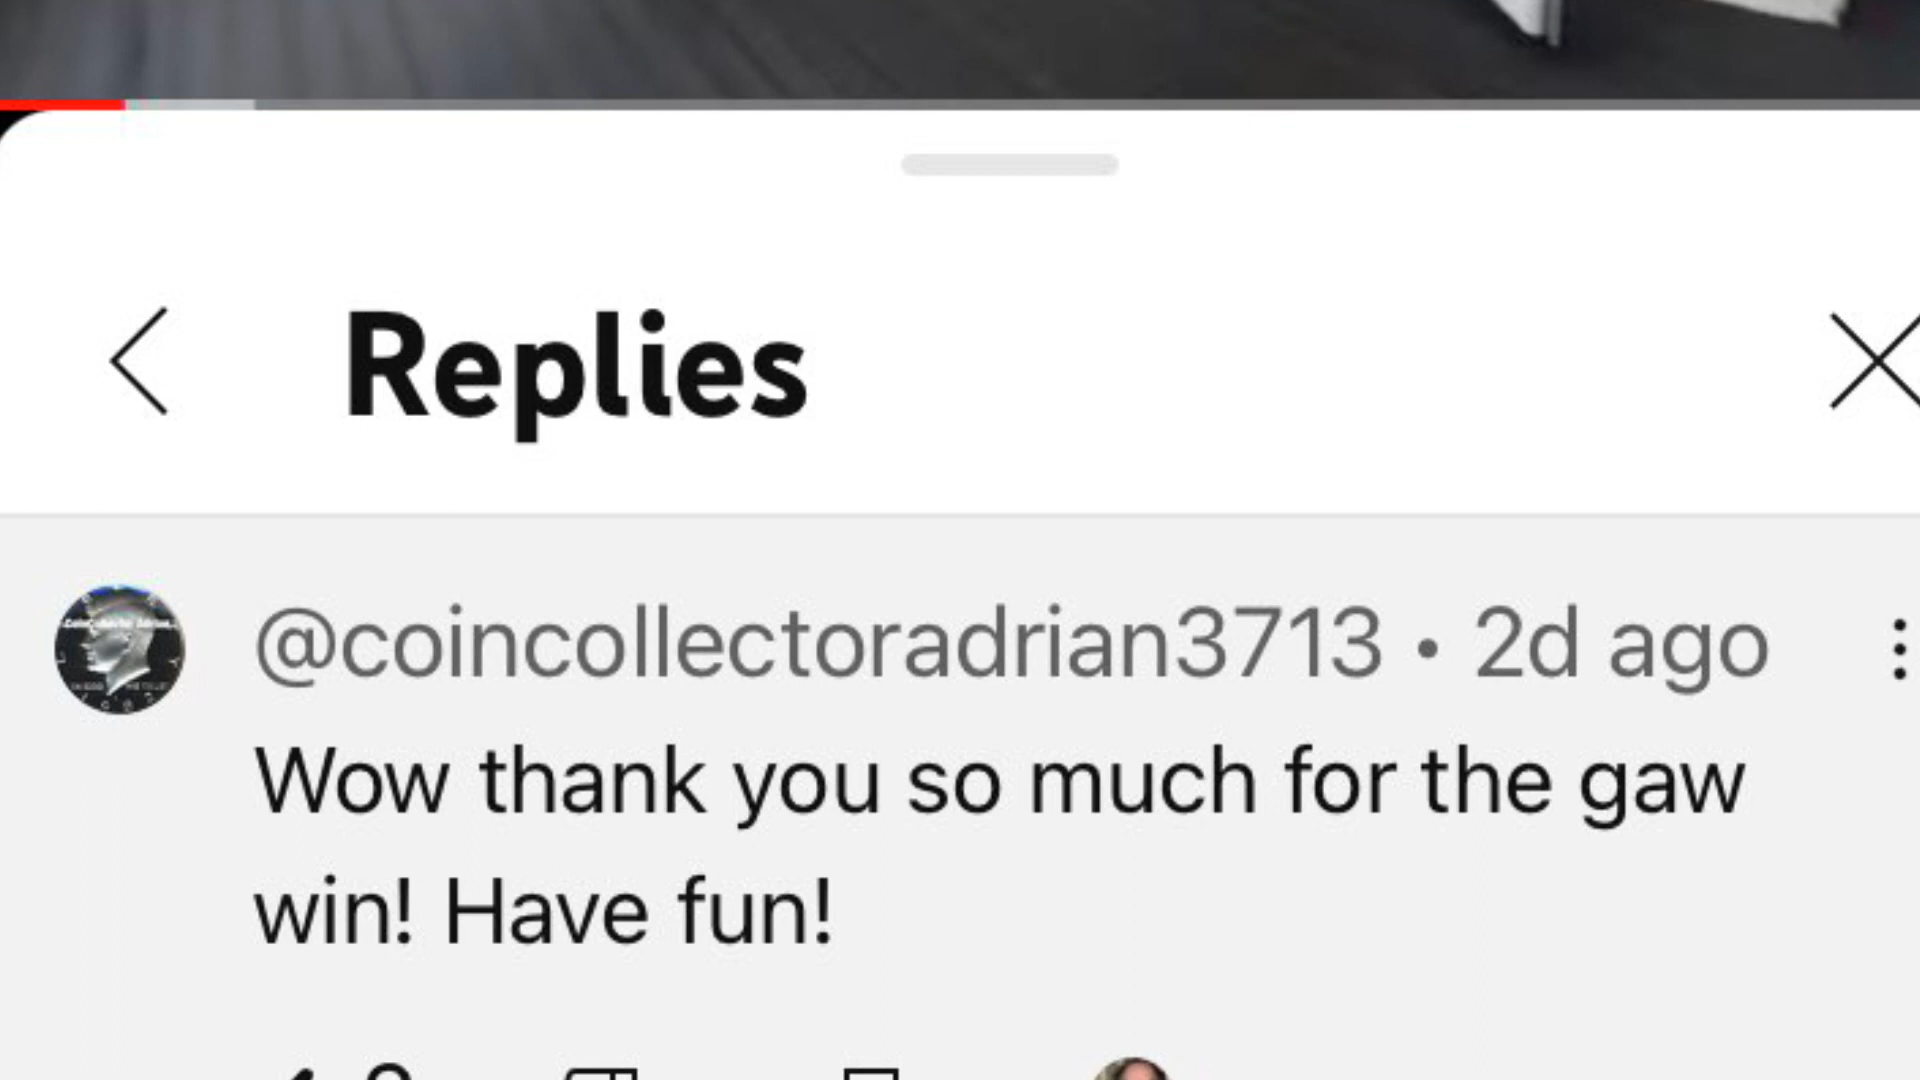 Replies
@coincollectoradrian3713 • 2d ago
Wow thank you so much for the gaw
win! Have fun!